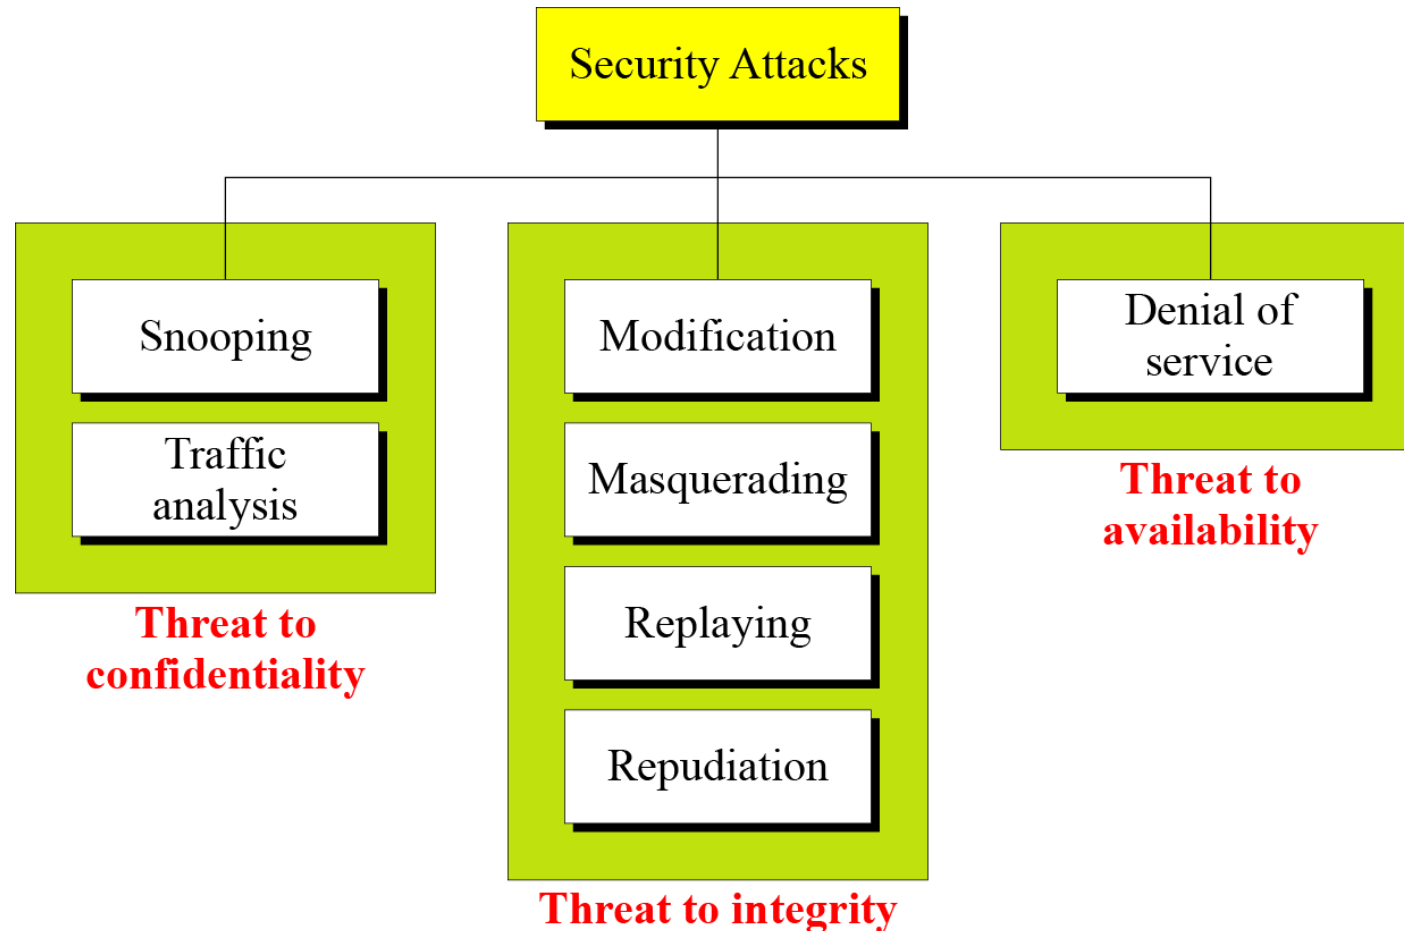 Security Attacks
Snooping
Traffic
analysis
Threat to
confidentiality
Modification
Masquerading
Replaying
Repudiation
Threat to integrity
Denial of
service
Threat to
availability